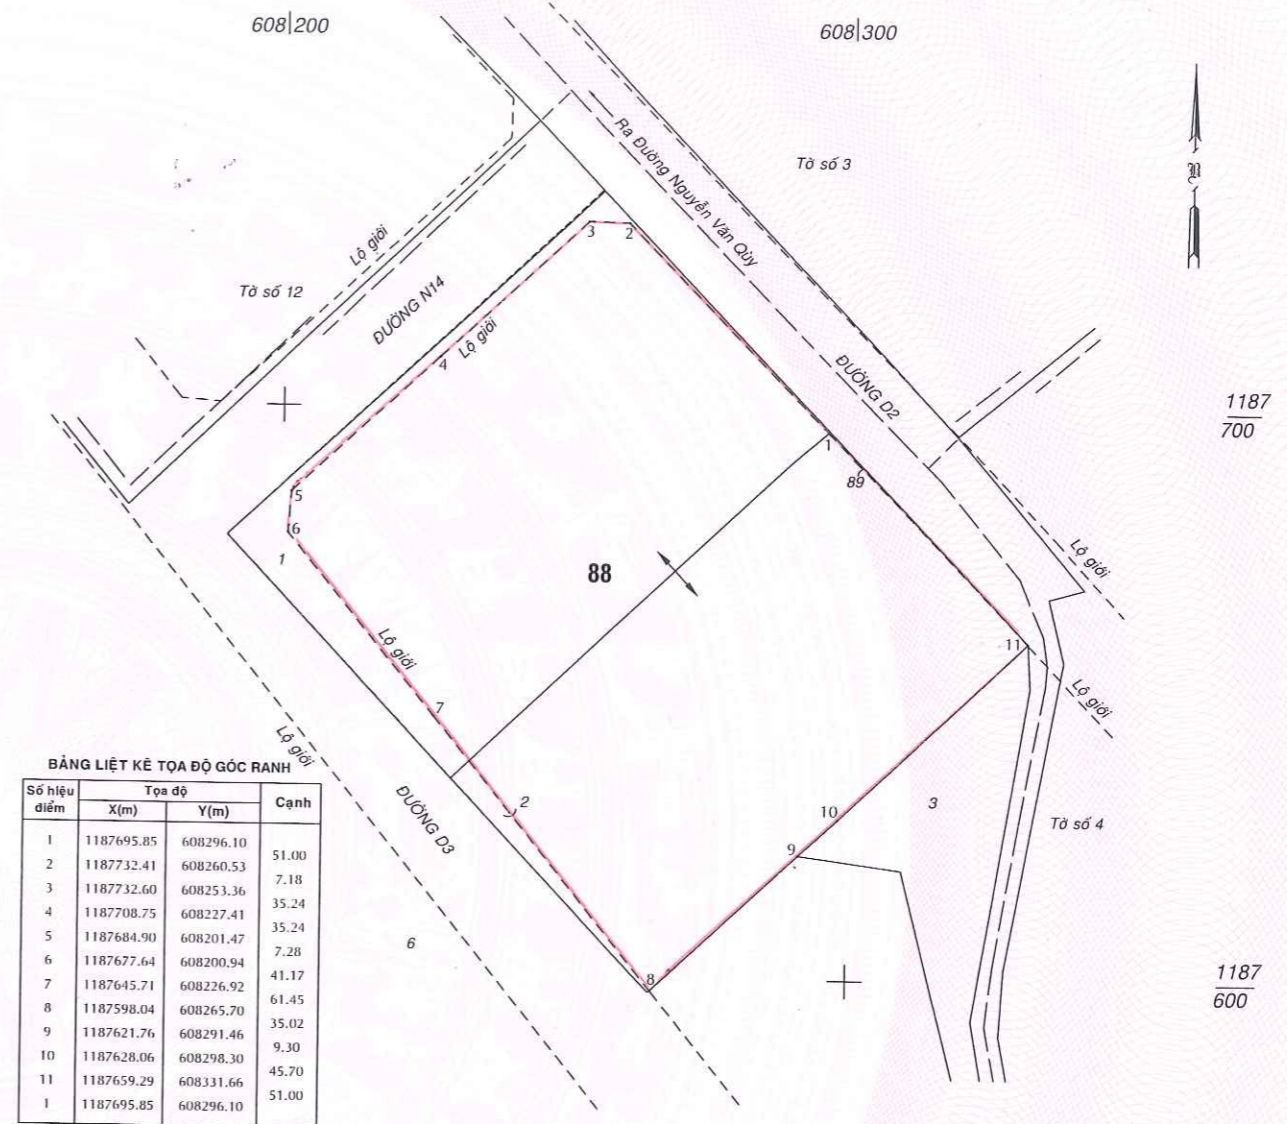 608|200
608|300
Ra Đường Nguyễn Văn Qùy
Tờ số 3
Lộ giới
3
2
Tờ số 12
ĐƯỜNG N14
Lộ giới
4
ĐƯỜNG D2
1187
700
1
89
5
6
1
88
Lộ giới
Lộ giới
11
Lộ giới
7
Lộ giới
2
ĐƯỜNG D3
10
3
Tờ số 4
9
6
8
1187
600
BẢNG LIỆT KÊ TỌA ĐỘ GÓC RANH
Số hiệu điểm Tọa độ Cạnh
X(m) Y(m)
1 1187695.85 608296.10
51.00
2 1187732.41 608260.53
7.18
3 1187732.60 608253.36
35.24
4 1187708.75 608227.41
35.24
5 1187684.90 608201.47
7.28
6 1187677.64 608200.94
41.17
7 1187645.71 608226.92
61.45
8 1187598.04 608265.70
35.02
9 1187621.76 608291.46
9.30
10 1187628.06 608298.30
45.70
11 1187659.29 608331.66
51.00
1 1187695.85 608296.10